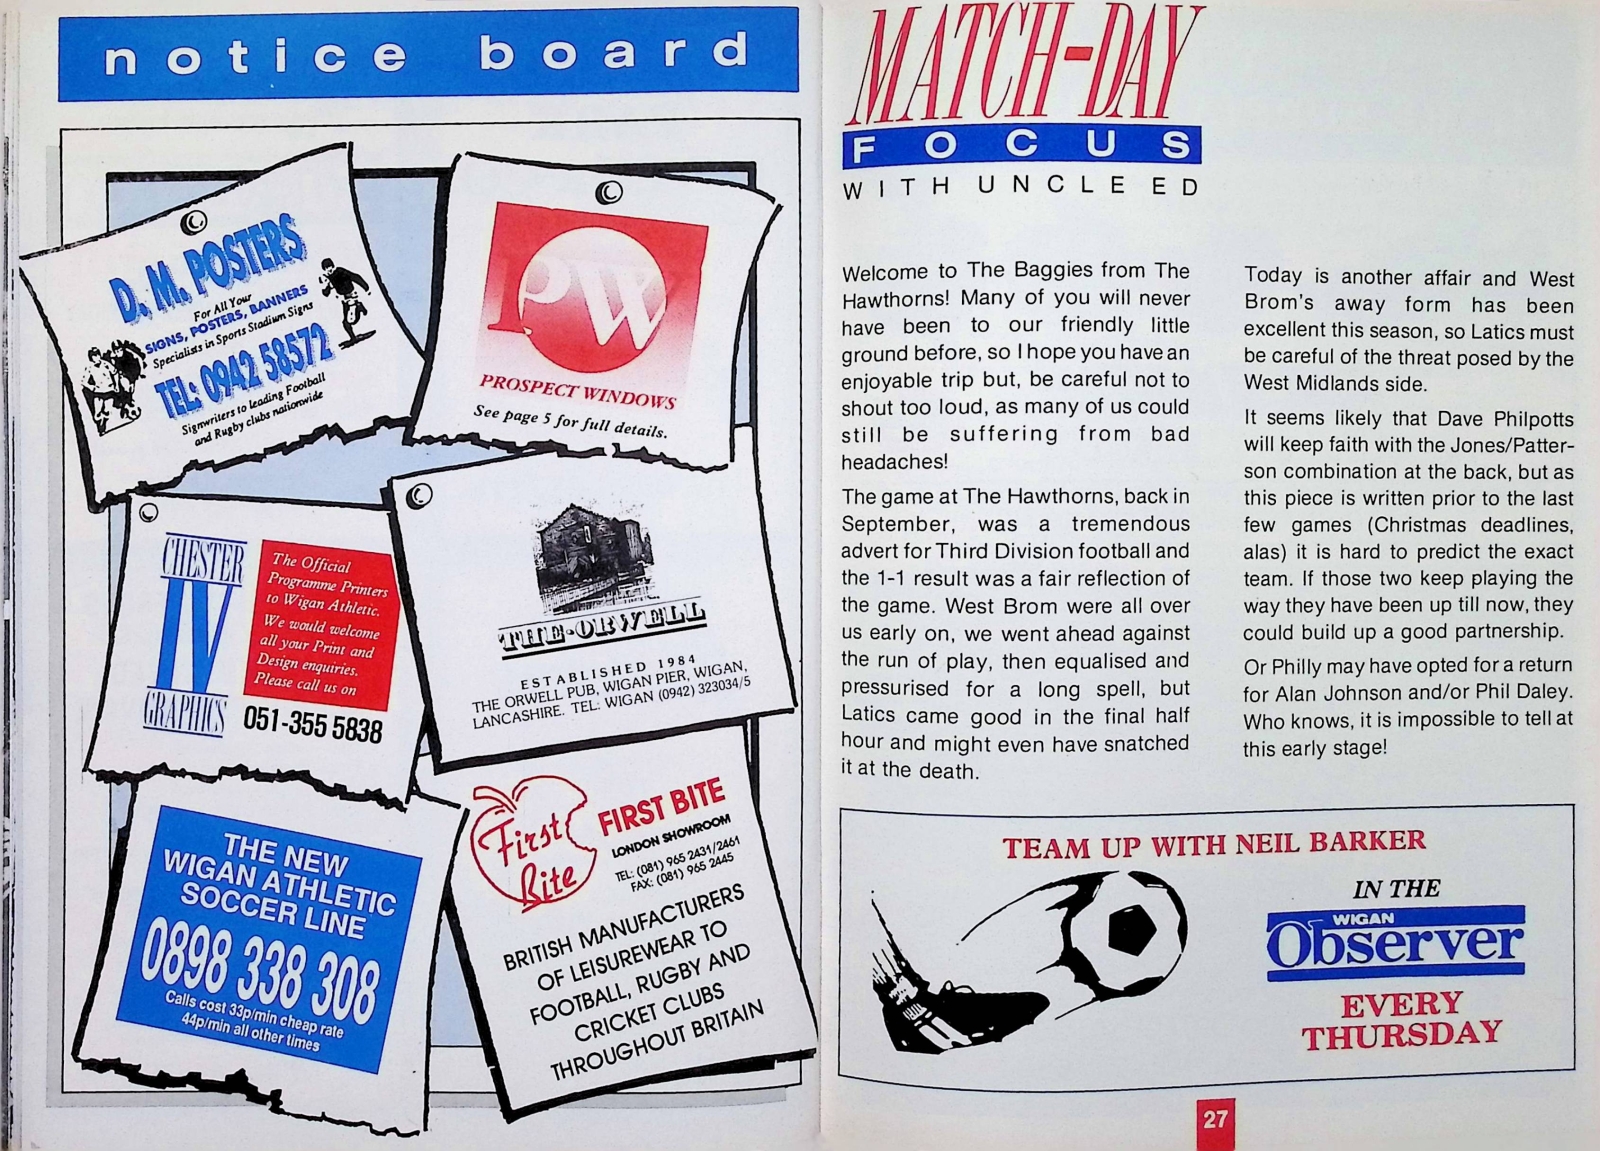 notice board
D. M. POSTERS
For All Your
SIGNS, POSTERS, BANNERS
Specialists in Sports Stadium Signs
TEL: 0942 58572
Signwriters to leading Football
and Rugby clubs nationwide
PW
PROSPECT WINDOWS
See page 5 for full details.
CHESTER
IV
GRAPHICS
The Official
Programme Printers
to Wigan Athletic.
We would welcome
all your Print and
Design enquiries.
Please call us on
051-355 5838
THE·ORWELL
ESTABLISHED 1984
THE ORWELL PUB, WIGAN PIER, WIGAN,
LANCASHIRE. TEL: WIGAN (0942) 323034/5
THE NEW
WIGAN ATHLETIC
SOCCER LINE
0898 338 308
Calls cost 33p/min cheap rate
44p/min all other times
First
Bite
FIRST BITE
LONDON SHOWROOM
TEL: (081) 965 2431/2461
FAX: (081) 965 2445
BRITISH MANUFACTURERS
OF LEISUREWEAR TO
FOOTBALL, RUGBY AND
CRICKET CLUBS
THROUGHOUT BRITAIN
MATCH-DAY
FOCUS
WITH UNCLE ED
Welcome to The Baggies from The
Hawthorns! Many of you will never
have been to our friendly little
ground before, so I hope you have an
enjoyable trip but, be careful not to
shout too loud, as many of us could
still be suffering from bad
headaches!
The game at The Hawthorns, back in
September, was a tremendous
advert for Third Division football and
the 1-1 result was a fair reflection of
the game. West Brom were all over
us early on, we went ahead against
the run of play, then equalised and
pressurised for a long spell, but
Latics came good in the final half
hour and might even have snatched
it at the death.
Today is another affair and West
Brom's away form has been
excellent this season, so Latics must
be careful of the threat posed by the
West Midlands side.
It seems likely that Dave Philpotts
will keep faith with the Jones/Patter-
son combination at the back, but as
this piece is written prior to the last
few games (Christmas deadlines,
alas) it is hard to predict the exact
team. If those two keep playing the
way they have been up till now, they
could build up a good partnership.
Or Philly may have opted for a return
for Alan Johnson and/or Phil Daley.
Who knows, it is impossible to tell at
this early stage!
TEAM UP WITH NEIL BARKER
IN THE
WIGAN
Observer
EVERY
THURSDAY
27